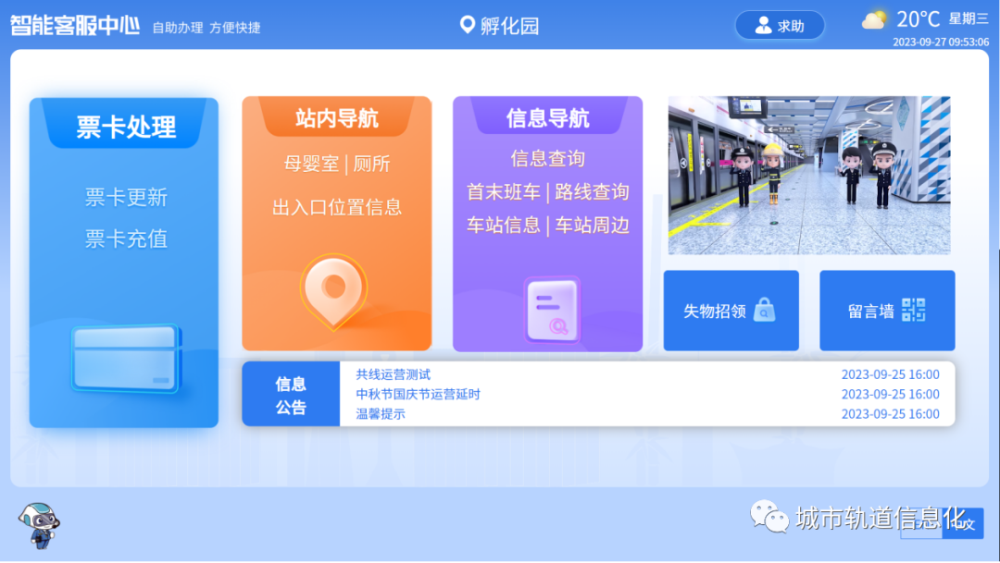 智能客服中心 自助办理 方便快捷
孵化园
求助
20℃ 星期三
2023-09-27 09:53:06
票卡处理
票卡更新
票卡充值
站内导航
母婴室 | 厕所
出入口位置信息
信息导航
信息查询
首末班车 | 路线查询
车站信息 | 车站周边
失物招领
留言墙
信息
公告
共线运营测试 2023-09-25 16:00
中秋节国庆节运营延时 2023-09-25 16:00
温馨提示 2023-09-25 16:00
城市轨道信息化
文